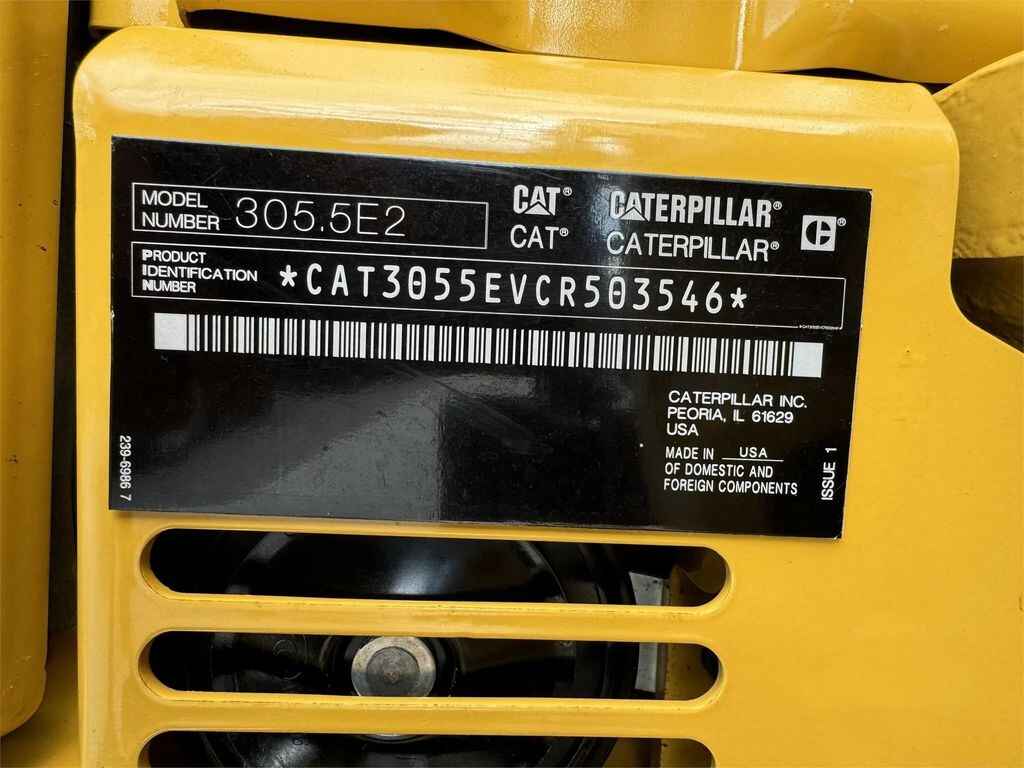 MODEL NUMBER 305.5E2
CAT® CATERPILLAR®
CAT® CATERPILLAR® C®
PRODUCT IDENTIFICATION NUMBER *CAT3055EVCR503546*
CATERPILLAR INC.
PEORIA, IL 61629
USA
MADE IN USA
OF DOMESTIC AND
FOREIGN COMPONENTS
239-6986 7
ISSUE 1